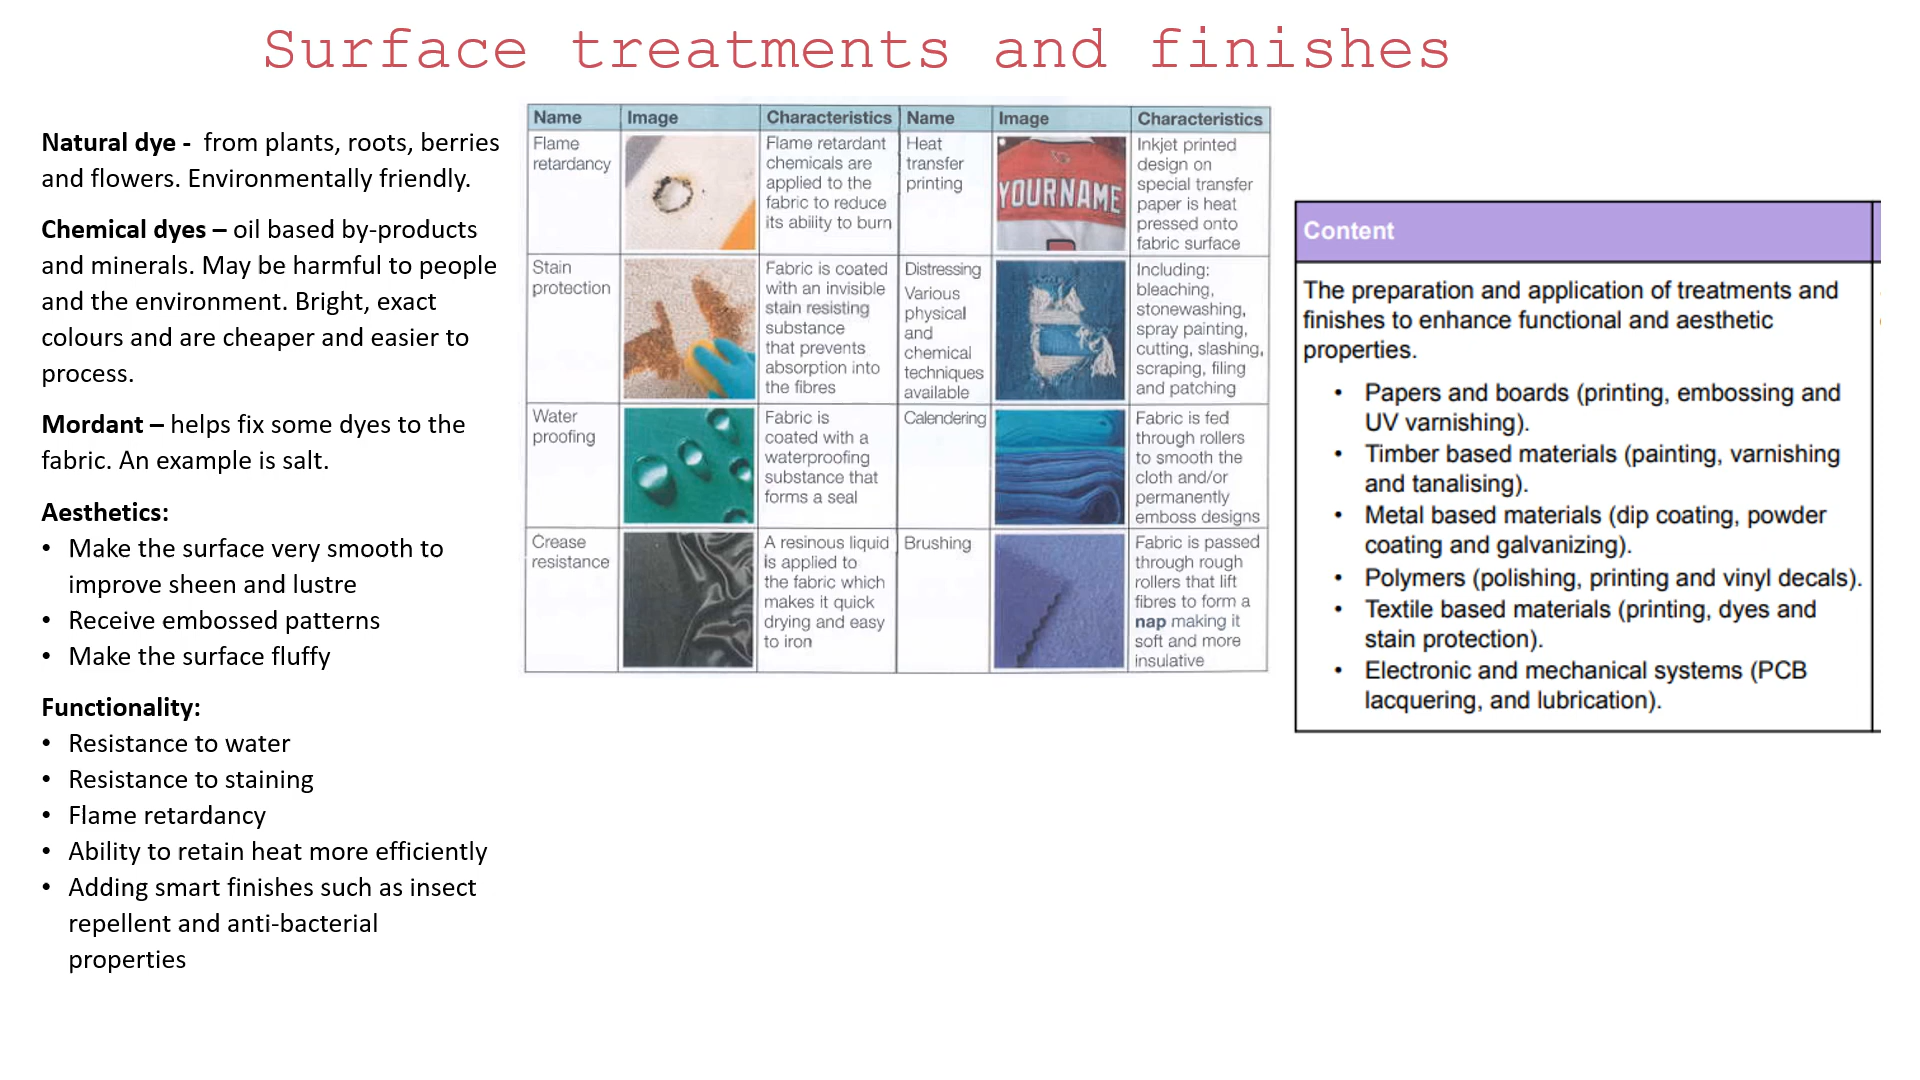 Surface treatments and finishes
Natural dye - from plants, roots, berries
and flowers. Environmentally friendly.
Chemical dyes – oil based by-products
and minerals. May be harmful to people
and the environment. Bright, exact
colours and are cheaper and easier to
process.
Mordant – helps fix some dyes to the
fabric. An example is salt.
Aesthetics:
• Make the surface very smooth to
improve sheen and lustre
• Receive embossed patterns
• Make the surface fluffy
Functionality:
• Resistance to water
• Resistance to staining
• Flame retardancy
• Ability to retain heat more efficiently
• Adding smart finishes such as insect
repellent and anti-bacterial
properties
Name Image Characteristics Name Image Characteristics
Flame
retardancy
Flame retardant
chemicals are
applied to the
fabric to reduce
its ability to burn
Heat
transfer
printing
YOURNAME
Inkjet printed
design on
special transfer
paper is heat
pressed onto
fabric surface
Stain
protection
Fabric is coated
with an invisible
stain resisting
substance
that prevents
absorption into
the fibres
Distressing
Various
physical
and
chemical
techniques
available
Including:
bleaching,
stonewashing,
spray painting,
cutting, slashing,
scraping, filing
and patching
Water
proofing
Fabric is
coated with a
waterproofing
substance that
forms a seal
Calendering
Fabric is fed
through rollers
to smooth the
cloth and/or
permanently
emboss designs
Crease
resistance
A resinous liquid
is applied to
the fabric which
makes it quick
drying and easy
to iron
Brushing
Fabric is passed
through rough
rollers that lift
fibres to form a
nap making it
soft and more
insulative
Content
The preparation and application of treatments and
finishes to enhance functional and aesthetic
properties.
• Papers and boards (printing, embossing and
UV varnishing).
• Timber based materials (painting, varnishing
and tanalising).
• Metal based materials (dip coating, powder
coating and galvanizing).
• Polymers (polishing, printing and vinyl decals).
• Textile based materials (printing, dyes and
stain protection).
• Electronic and mechanical systems (PCB
lacquering, and lubrication).